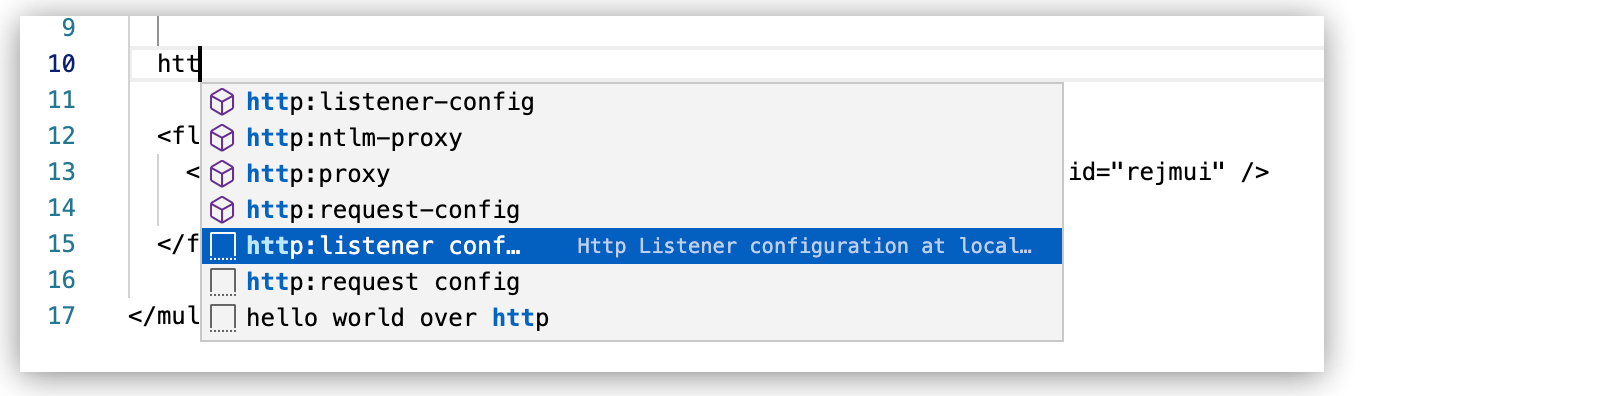 9
10 htt
11 http:listener-config
12 <fl http:ntlm-proxy
13 < http:proxy id="rejmui" />
14 http:request-config
15 </f http:listener conf… Http Listener configuration at local…
16 http:request config
17 </mul hello world over http